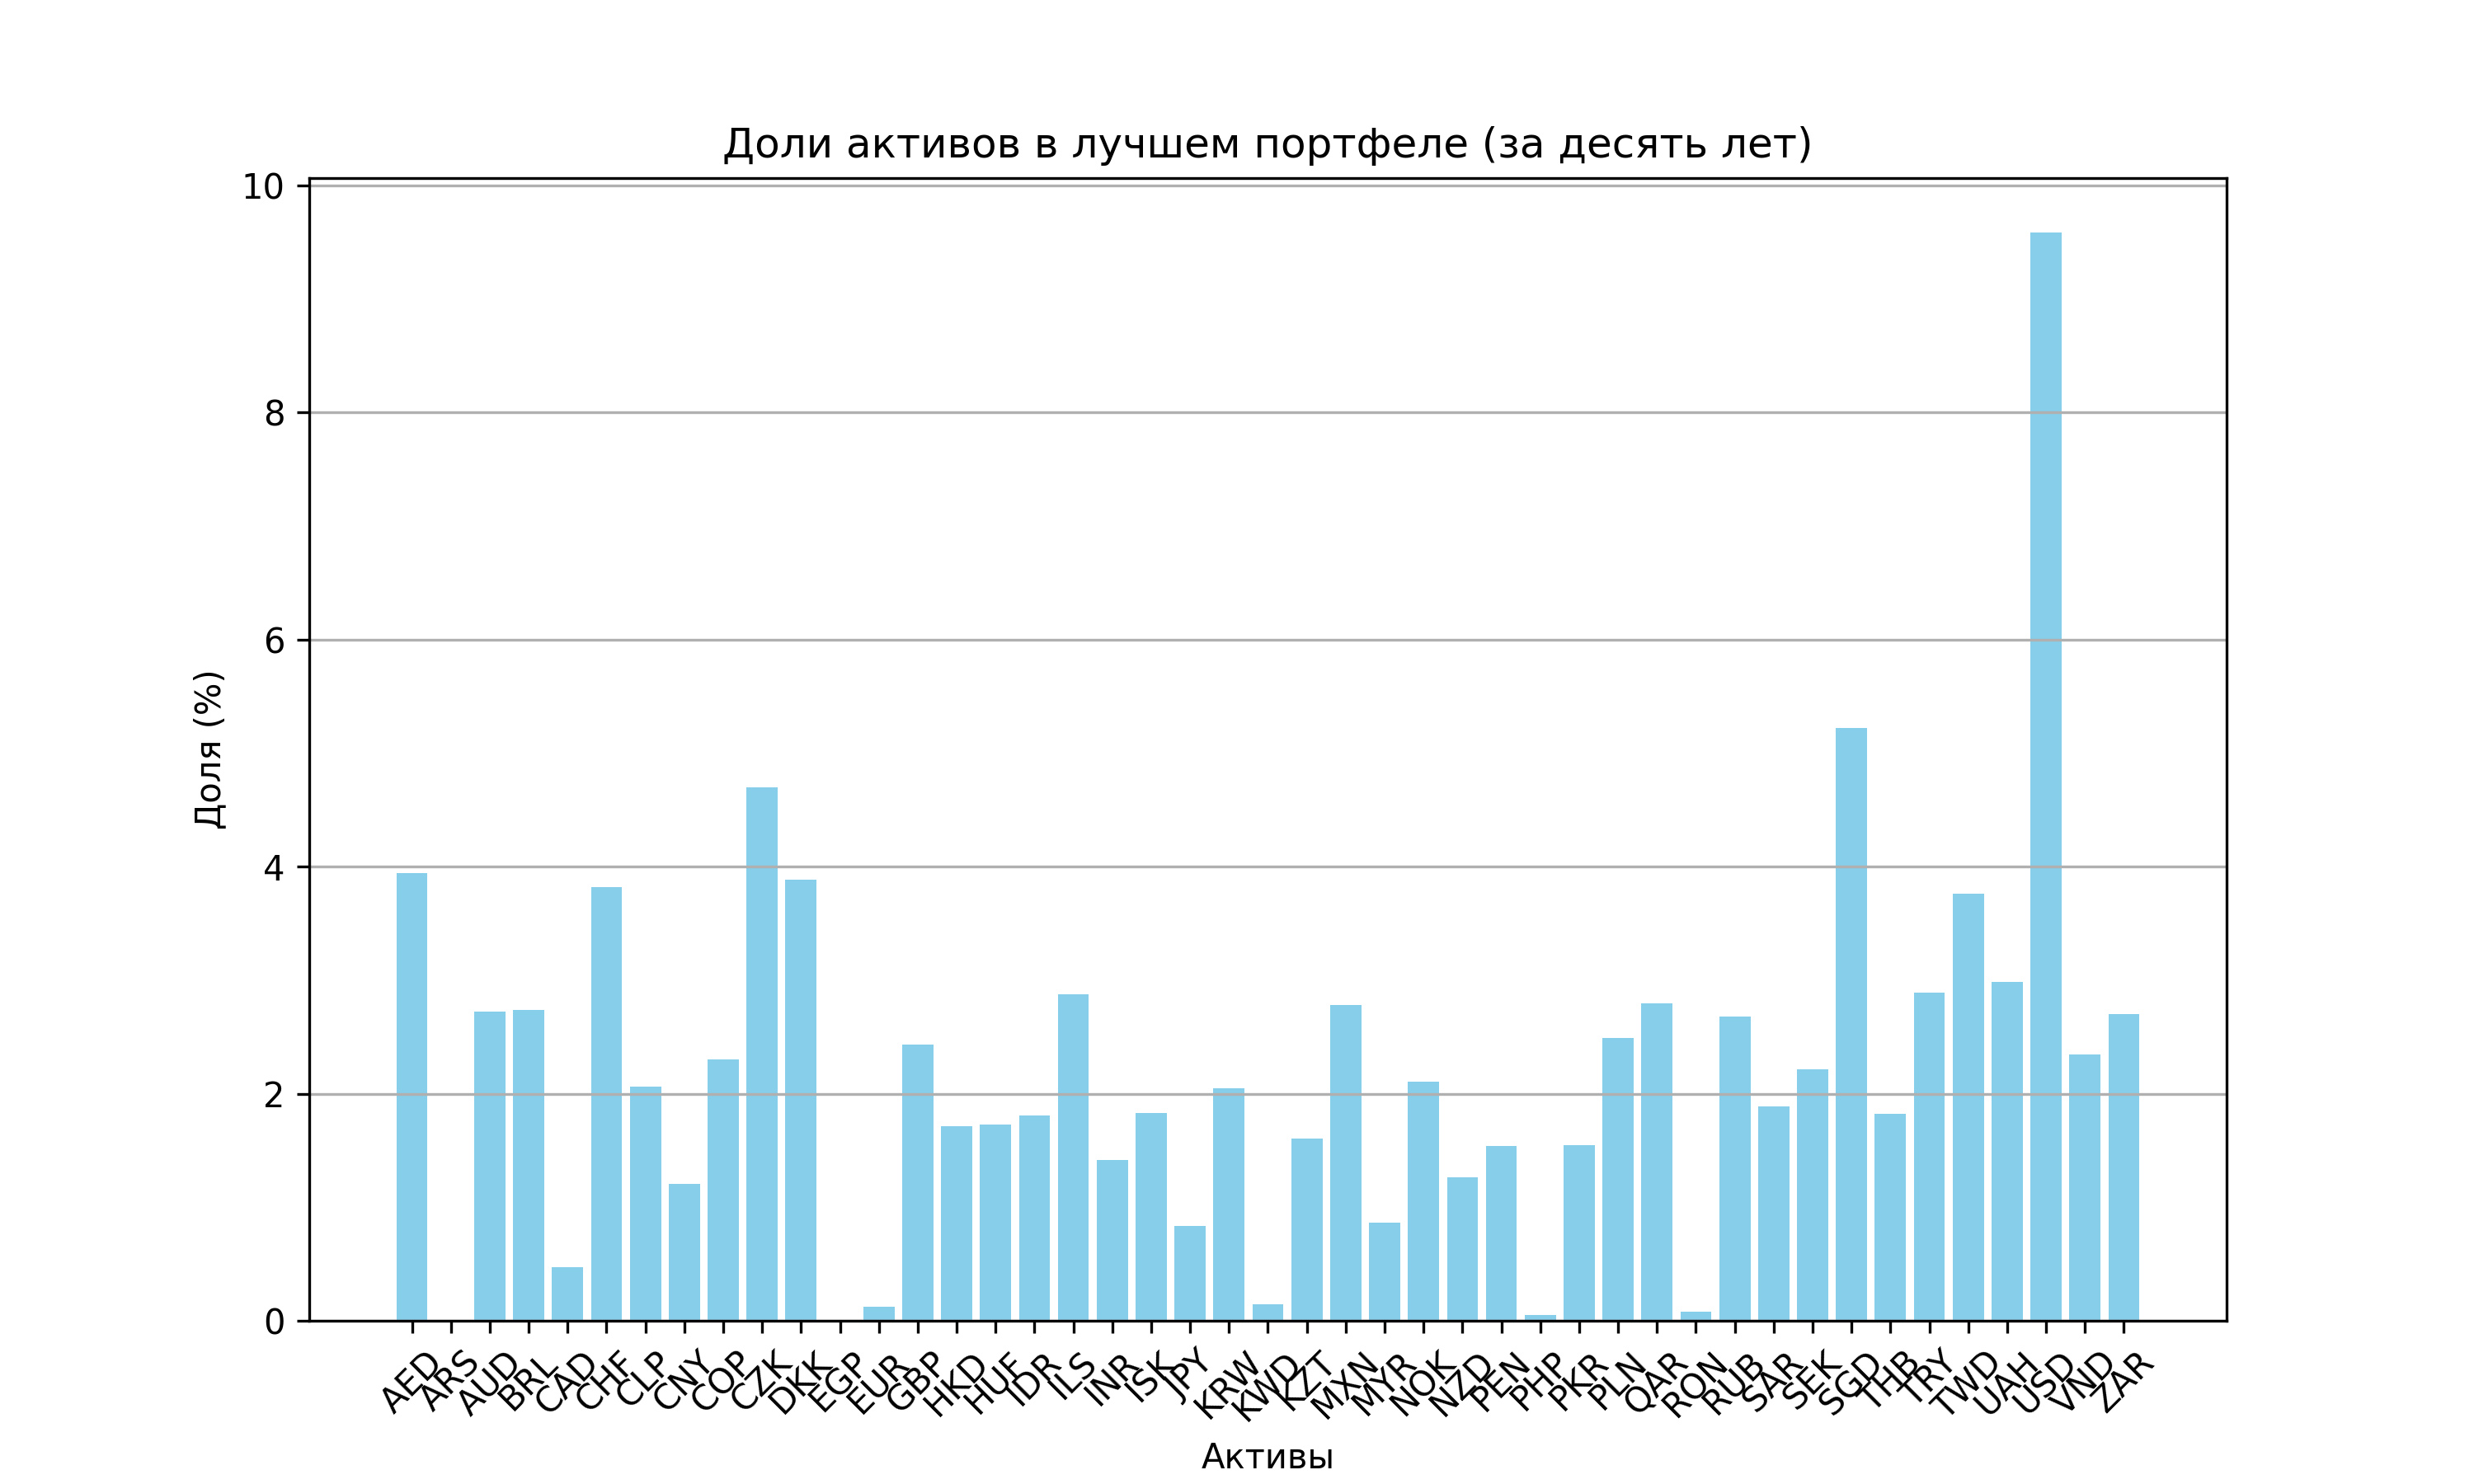 Доли активов в лучшем портфеле (за десять лет)
10
8
6
4
2
0
Доля (%)
AED
ARS
AUD
BRL
CAD
CHF
CLP
CNY
COP
CZK
DKK
EGP
EUR
GBP
HKD
HUF
IDR
ILS
INR
ISK
JPY
KRW
KWD
KZT
MXN
MYR
NOK
NZD
PEN
PHP
PKR
PLN
QAR
RON
RUB
SAR
SEK
SGD
THB
TRY
TWD
UAH
USD
VND
ZAR
Активы